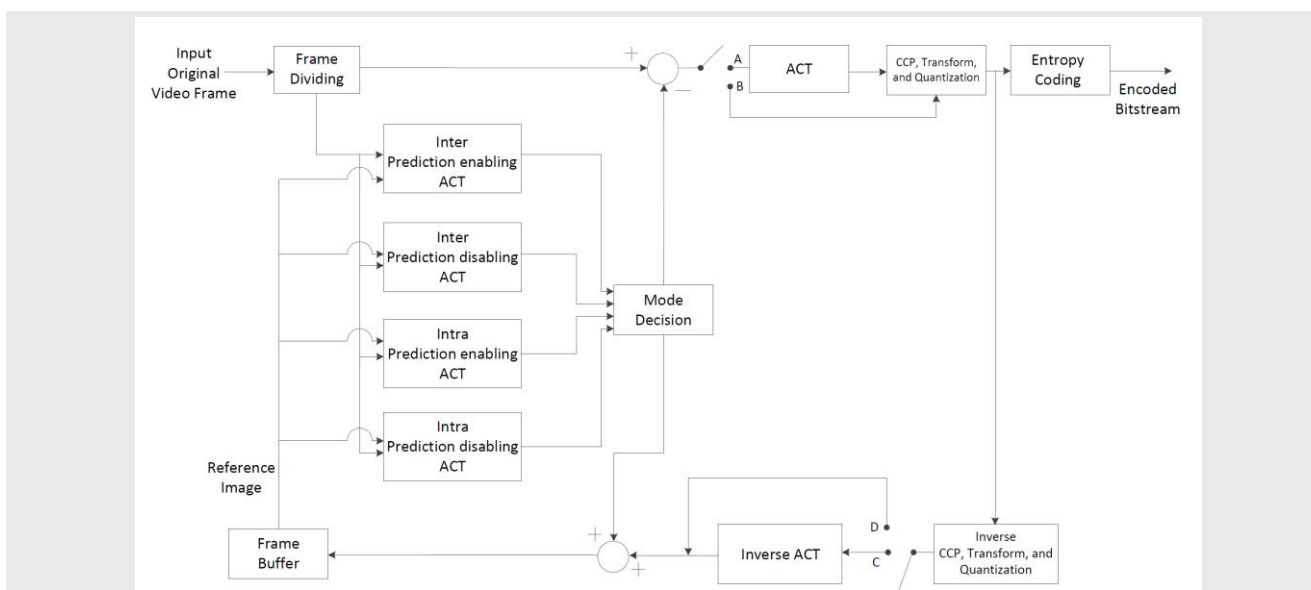 Input
Original
Video Frame
Frame
Dividing
+
—
A
B
ACT
CCP, Transform,
and Quantization
Entropy
Coding
Encoded
Bitstream
Inter
Prediction enabling
ACT
Inter
Prediction disabling
ACT
Intra
Prediction enabling
ACT
Intra
Prediction disabling
ACT
Mode
Decision
Reference
Image
Frame
Buffer
+
+
Inverse ACT
D
C
Inverse
CCP, Transform, and
Quantization